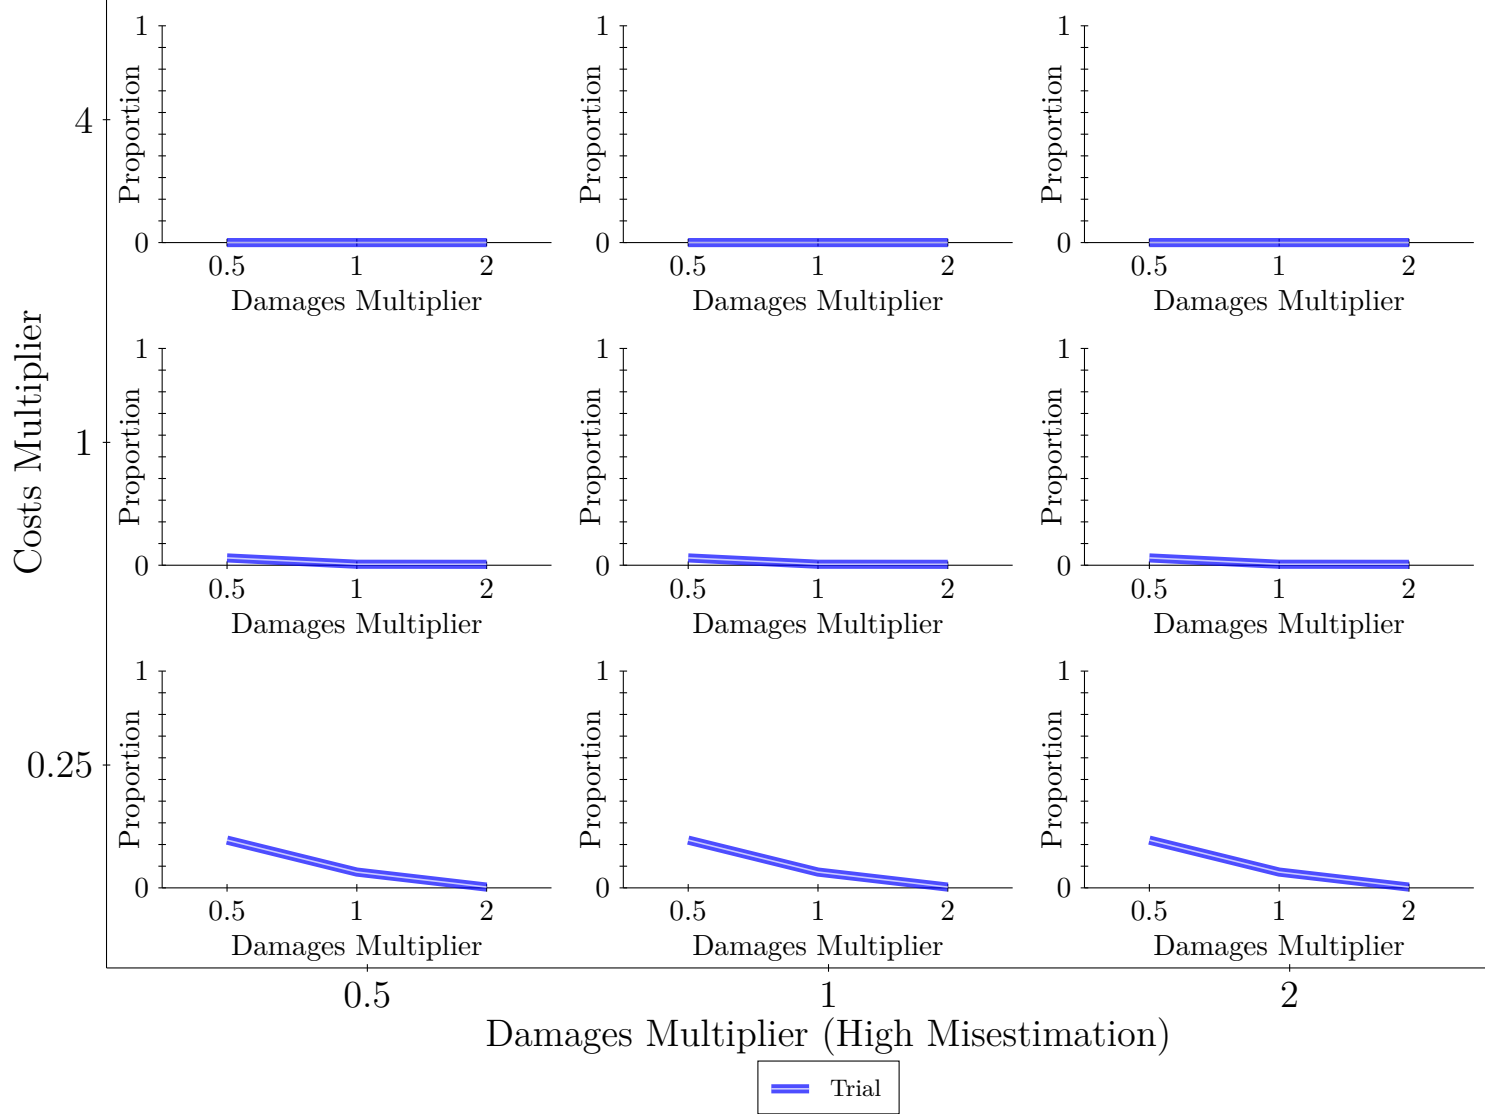 Costs Multiplier
4
1
0.25
1
Proportion
0
0.5 1 2
Damages Multiplier
1
Proportion
0
0.5 1 2
Damages Multiplier
1
Proportion
0
0.5 1 2
Damages Multiplier
1
Proportion
0
0.5 1 2
Damages Multiplier
1
Proportion
0
0.5 1 2
Damages Multiplier
1
Proportion
0
0.5 1 2
Damages Multiplier
1
Proportion
0
0.5 1 2
Damages Multiplier
1
Proportion
0
0.5 1 2
Damages Multiplier
1
Proportion
0
0.5 1 2
Damages Multiplier
0.5 1 2
Damages Multiplier (High Misestimation)
Trial